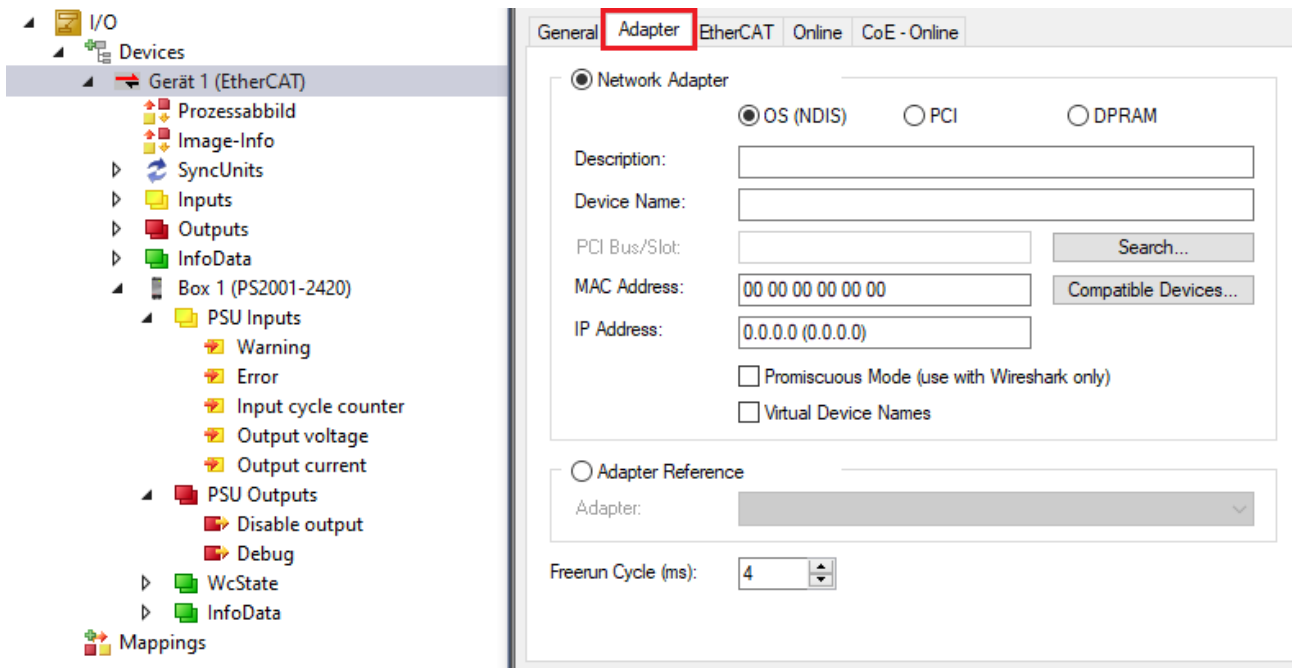 I/O
Devices
Gerät 1 (EtherCAT)
Prozessabbild
Image-Info
SyncUnits
Inputs
Outputs
InfoData
Box 1 (PS2001-2420)
PSU Inputs
Warning
Error
Input cycle counter
Output voltage
Output current
PSU Outputs
Disable output
Debug
WcState
InfoData
Mappings
General Adapter EtherCAT Online CoE - Online
Network Adapter
OS (NDIS) PCI DPRAM
Description:
Device Name:
PCI Bus/Slot: Search...
MAC Address: 00 00 00 00 00 00 Compatible Devices...
IP Address: 0.0.0.0 (0.0.0.0)
Promiscuous Mode (use with Wireshark only)
Virtual Device Names
Adapter Reference
Adapter:
Freerun Cycle (ms): 4